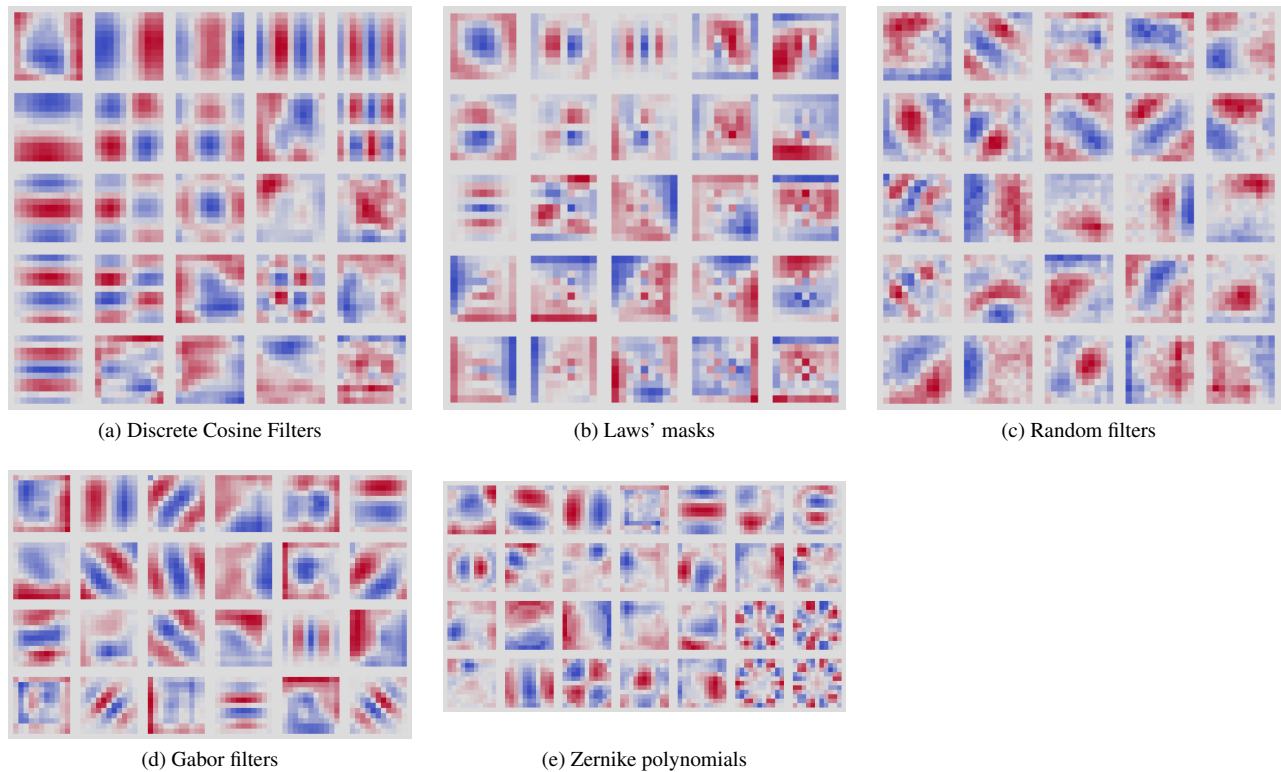 (a) Discrete Cosine Filters
(b) Laws' masks
(c) Random filters
(d) Gabor filters
(e) Zernike polynomials